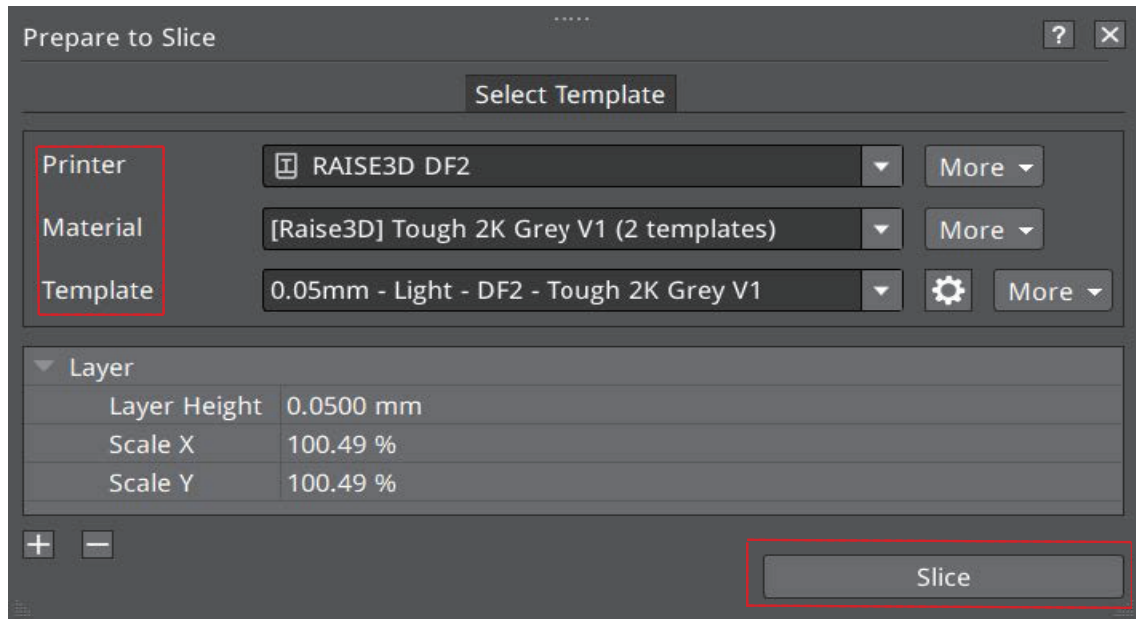 Prepare to Slice
?
Select Template
Printer RAISE3D DF2 More
Material [Raise3D] Tough 2K Grey V1 (2 templates) More
Template 0.05mm - Light - DF2 - Tough 2K Grey V1 More
Layer
Layer Height 0.0500 mm
Scale X 100.49 %
Scale Y 100.49 %
Slice